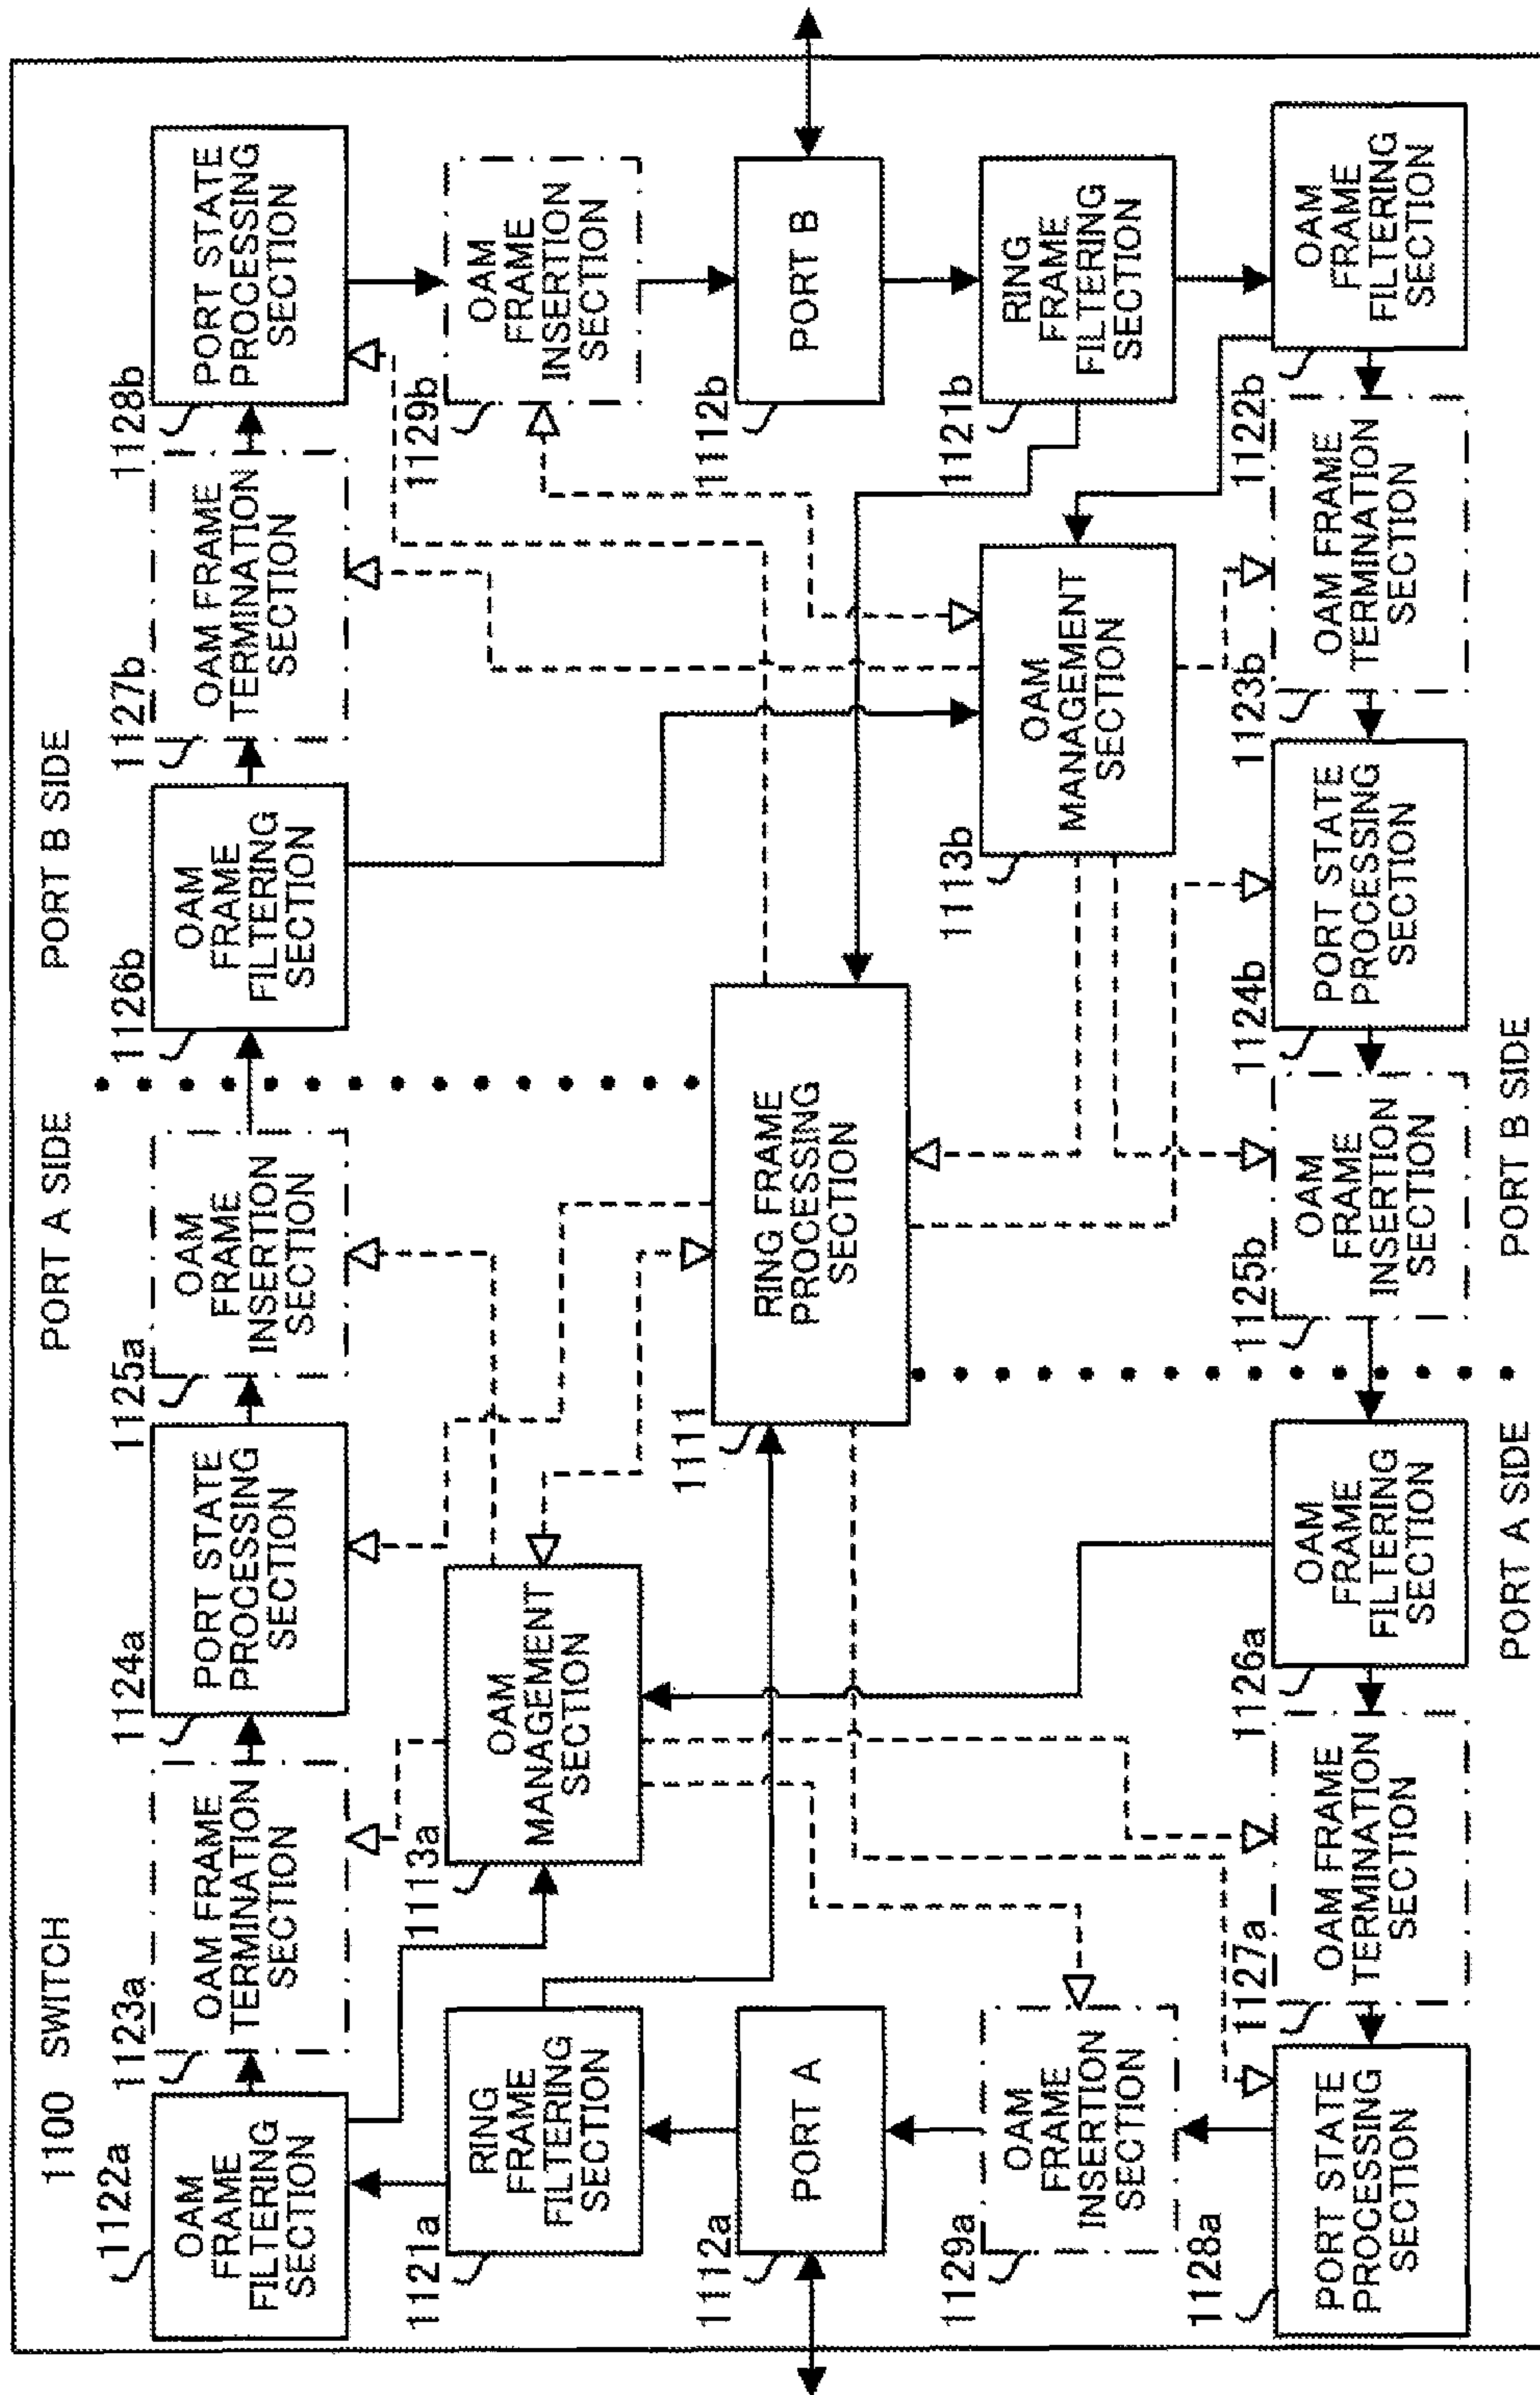 1100 SWITCH
PORT A SIDE
PORT B SIDE
1122a
OAM
FRAME
FILTERING
SECTION
1123a
OAM FRAME
TERMINATION
SECTION
1124a
PORT STATE
PROCESSING
SECTION
1125a
OAM
FRAME
INSERTION
SECTION
1126b
OAM
FRAME
FILTERING
SECTION
1127b
OAM FRAME
TERMINATION
SECTION
1128b
PORT STATE
PROCESSING
SECTION
1121a
RING
FRAME
FILTERING
SECTION
1113a
OAM
MANAGEMENT
SECTION
1129b
OAM
FRAME
INSERTION
SECTION
1112a
PORT A
1111
RING FRAME
PROCESSING
SECTION
1112b
PORT B
1129a
OAM
FRAME
INSERTION
SECTION
1113b
OAM
MANAGEMENT
SECTION
1121b
RING
FRAME
FILTERING
SECTION
1128a
PORT STATE
PROCESSING
SECTION
1127a
OAM FRAME
TERMINATION
SECTION
1126a
OAM
FRAME
FILTERING
SECTION
1125b
OAM
FRAME
INSERTION
SECTION
1124b
PORT STATE
PROCESSING
SECTION
1123b
OAM FRAME
TERMINATION
SECTION
1122b
OAM
FRAME
FILTERING
SECTION
PORT A SIDE
PORT B SIDE